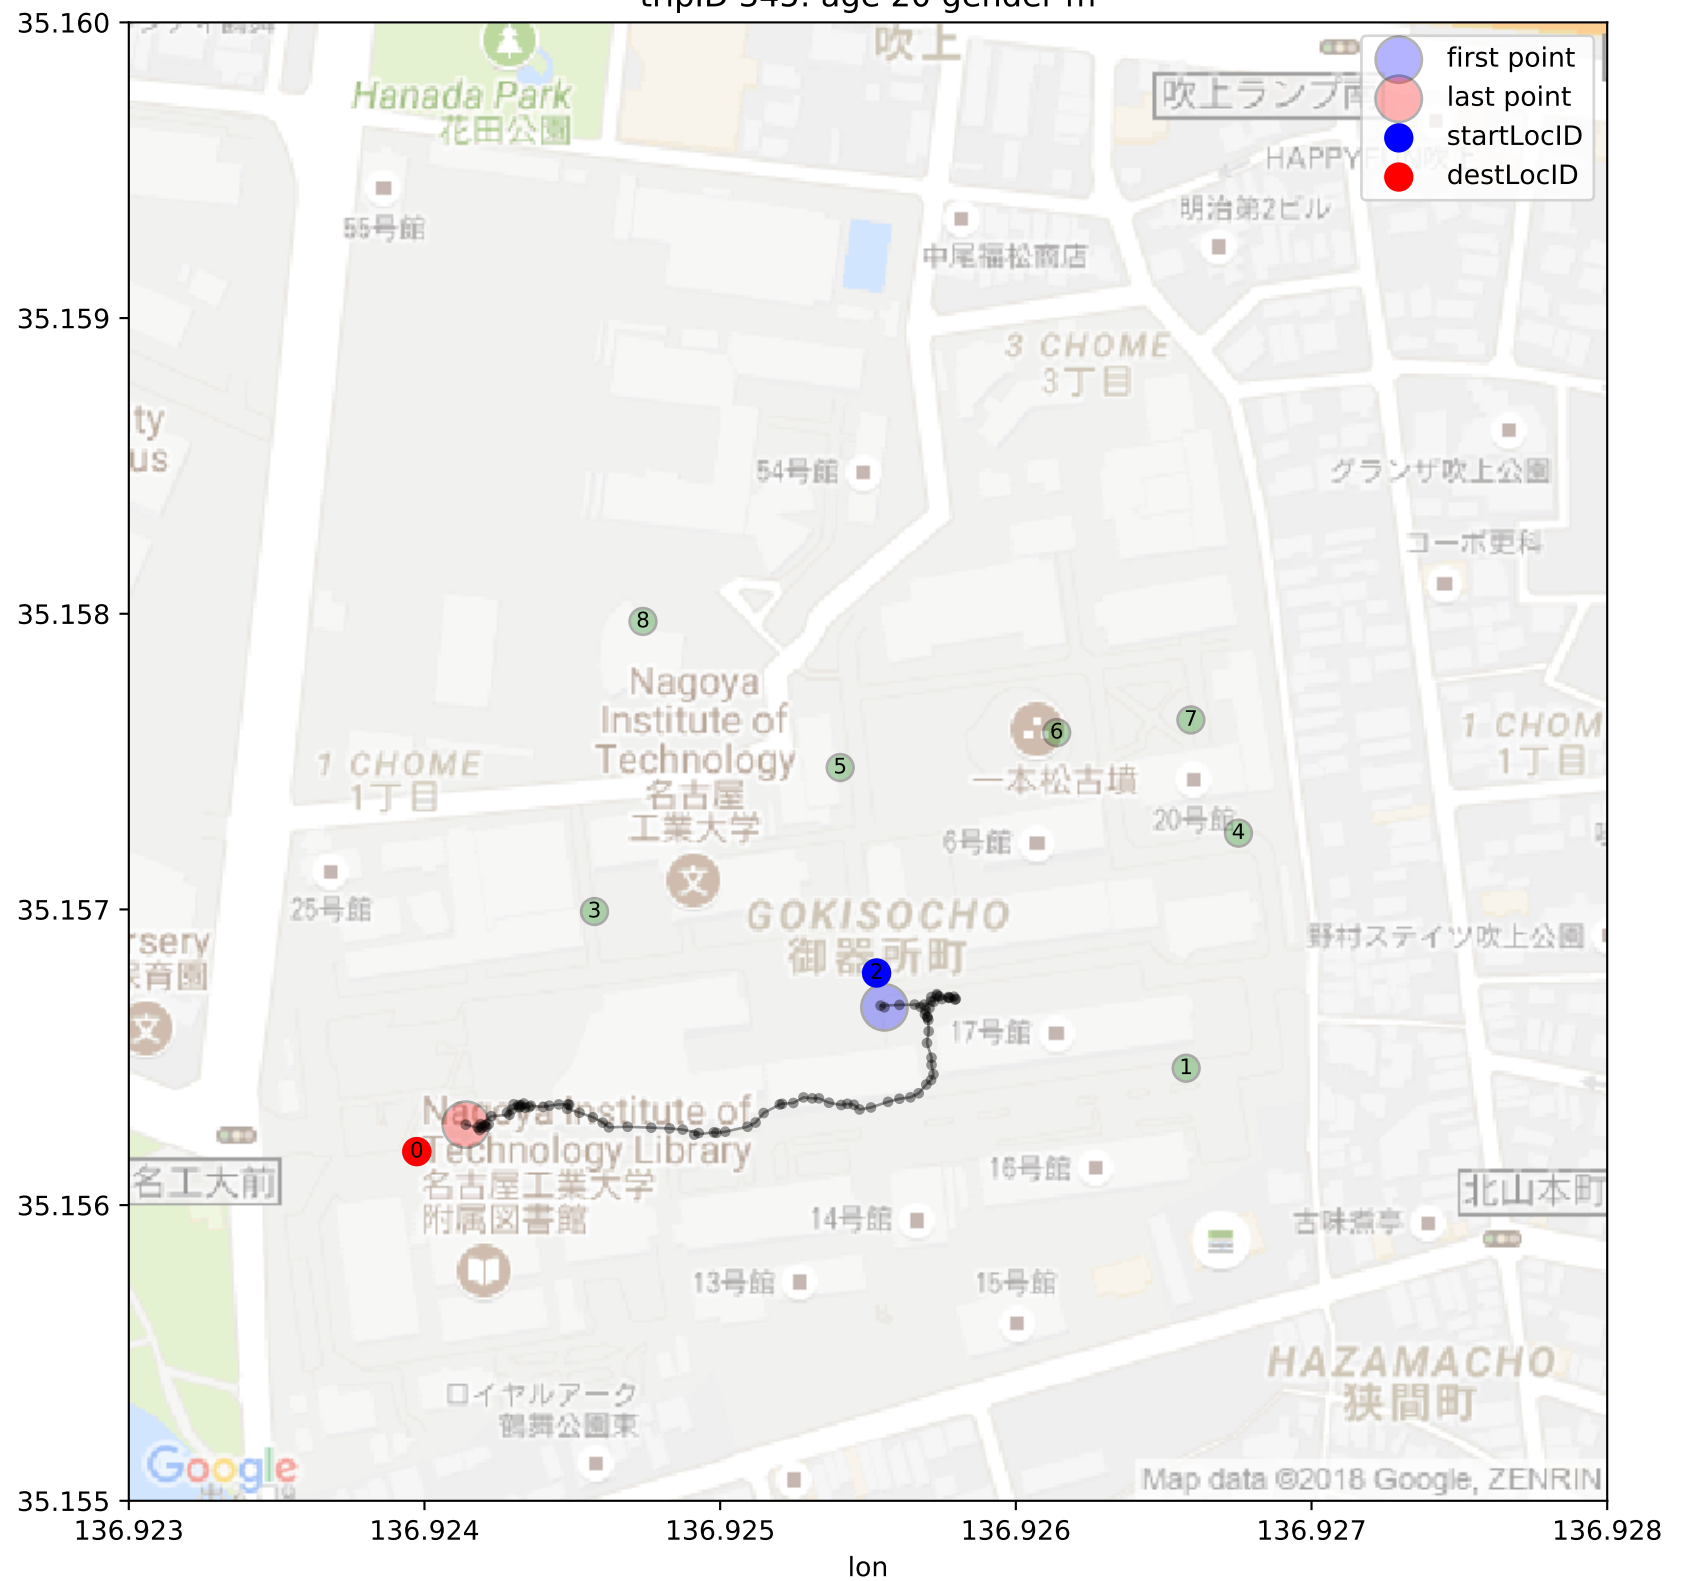 35.160
35.159
35.158
35.157
35.156
35.155
136.923
136.924
136.925
136.926
136.927
136.928
lon
first point
last point
startLocID
destLocID
吹上
Hanada Park
花田公園
吹上ランプ南
55号館
明治第2ビル
中尾福松商店
3 CHOME
3丁目
ty
us
54号館
グランザ吹上公園
コーポ更科
8
Nagoya
Institute of
Technology
名古屋
工業大学
1 CHOME
1丁目
7
6
5
一本松古墳
20号館
4
6号館
1 CHOM
1丁目
25号館
3
GOKISOCHO
御器所町
野村ステイツ吹上公園
rsery
保育園
2
17号館
1
Nagoya Institute of
Technology Library
名古屋工業大学
附属図書館
0
名工大前
16号館
14号館
古味煮亭
北山本町
13号館
15号館
HAZAMACHO
狭間町
ロイヤルアーク
鶴舞公園東
Google
Map data ©2018 Google, ZENRIN